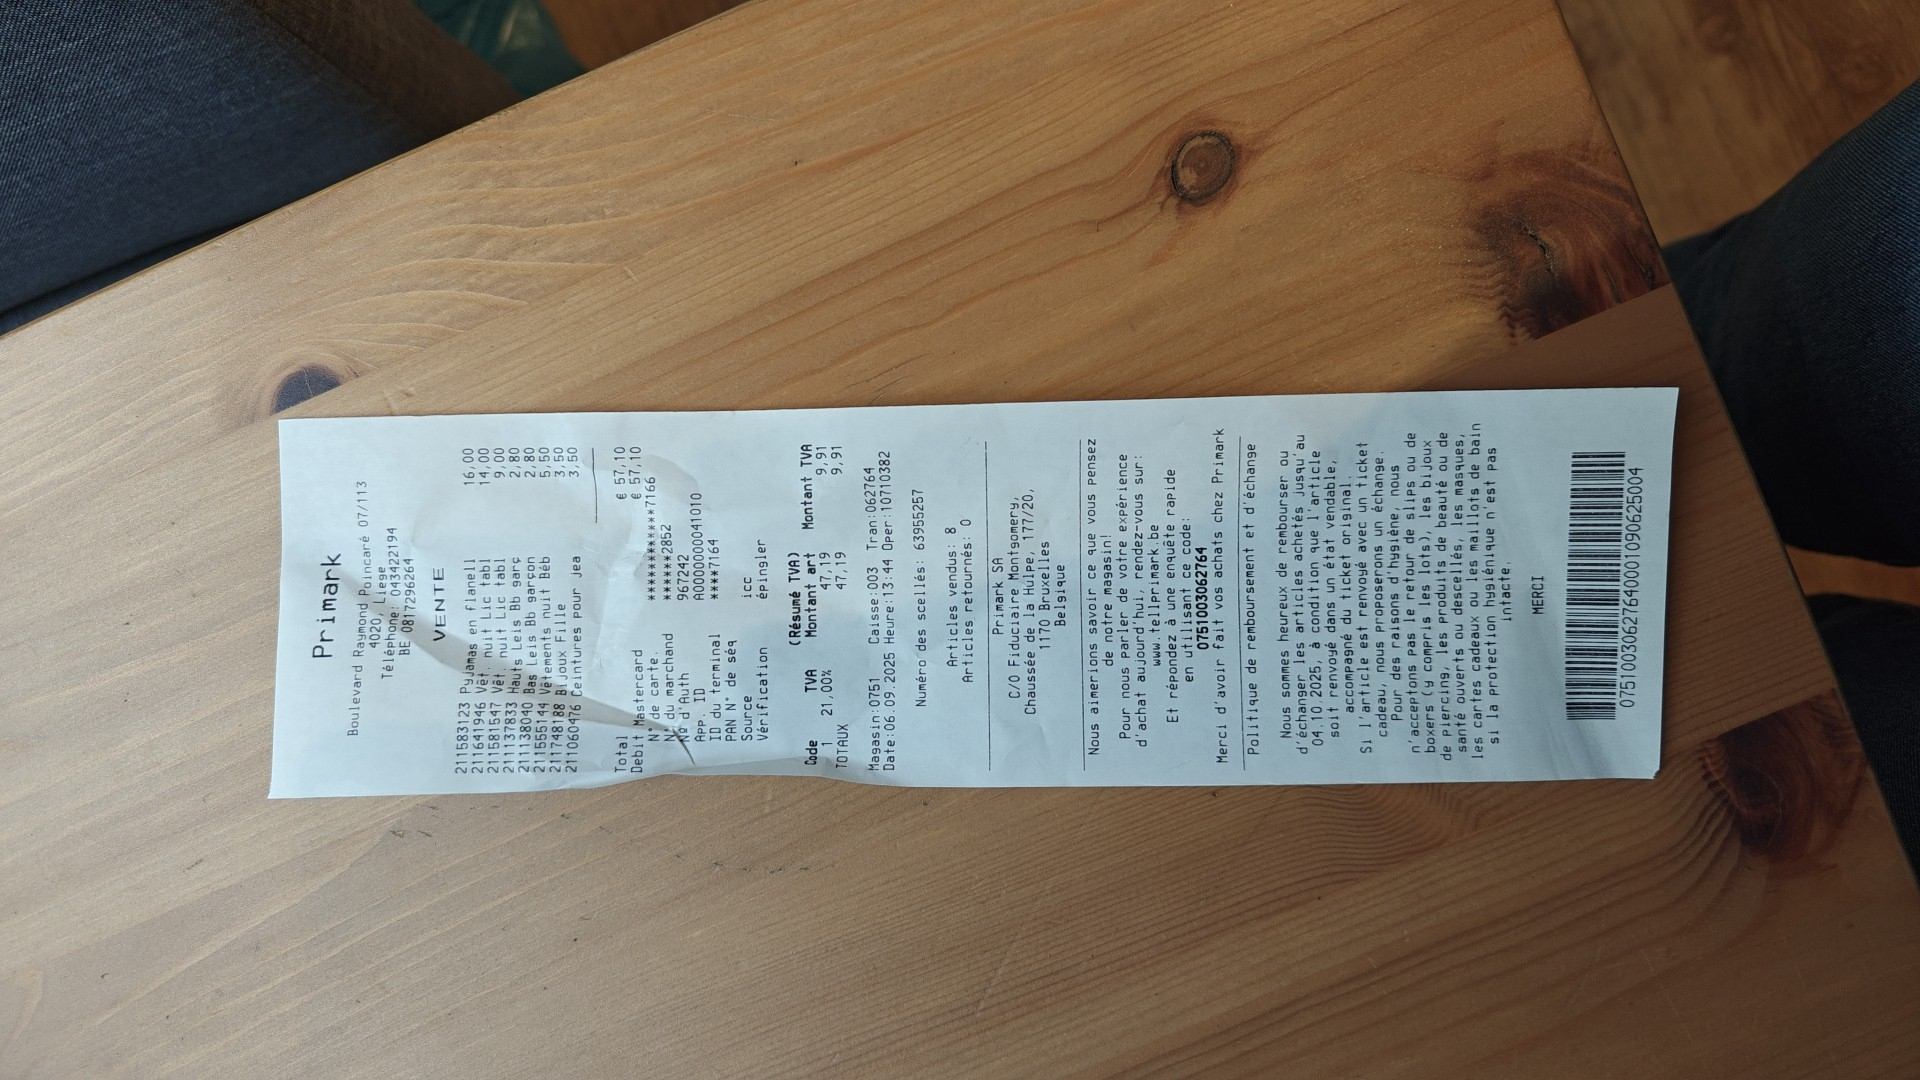 Primark
Boulevard Raymond Poincaré 07/113
4020, Liege
Téléphone: 043422194
BE 0817296264
VENTE
211583123 Pyjamas en flanell 16,00
211641946 Vêt. nuit Lic tabl 14,00
211581547 Vêt. nuit Lic tabl 9,00
211137833 Hauts Leis Bb garç 2,80
211138040 Bas Leis Bb garçon 2,80
211555144 Vêtements nuit Béb 5,50
211748188 Bijoux Fille 3,50
211060476 Ceintures pour jea 3,50
Total € 57,10
Debit Mastercard € 57,10
N° de carte. ************7166
N° du marchand ******2852
N° d'Auth 967242
App. ID A0000000041010
ID du terminal ****7164
PAN N° de séq
Source icc
Vérification épingler
(Résumé TVA)
Code TVA Montant art Montant TVA
1 21,00% 47,19 9,91
TOTAUX 47,19 9,91
Magasin:0751 Caisse:003 Tran:062764
Date:06.09.2025 Heure:13:44 Oper:10710382
Numéro des scellés: 63955257
Articles vendus: 8
Articles retournés: 0
Primark SA
C/O Fiduciaire Montgomery,
Chaussée de la Hulpe, 177/20,
1170 Bruxelles
Belgique
Nous aimerions savoir ce que vous pensez
de notre magasin!
Pour nous parler de votre expérience
d'achat aujourd'hui, rendez-vous sur:
www.tellprimark.be
Et répondez à une enquête rapide
en utilisant ce code:
0751003062764
Merci d'avoir fait vos achats chez Primark
Politique de remboursement et d'échange
Nous sommes heureux de rembourser ou
d'échanger les articles achetés jusqu'au
04.10.2025, à condition que l'article
soit renvoyé dans un état vendable,
accompagné du ticket original.
Si l'article est renvoyé avec un ticket
cadeau, nous proposerons un échange.
Pour des raisons d'hygiène, nous
n'acceptons pas le retour de slips ou de
boxers (y compris les lots), les bijoux
de piercing, les produits de beauté ou de
santé ouverts ou descellés, les masques,
les cartes cadeaux ou les maillots de bain
si la protection hygiénique n'est pas
intacte.
MERCI
07510030627640001090625004